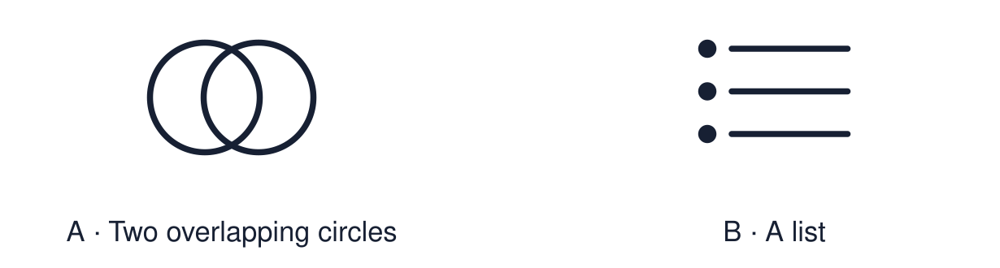 A · Two overlapping circles
B · A list